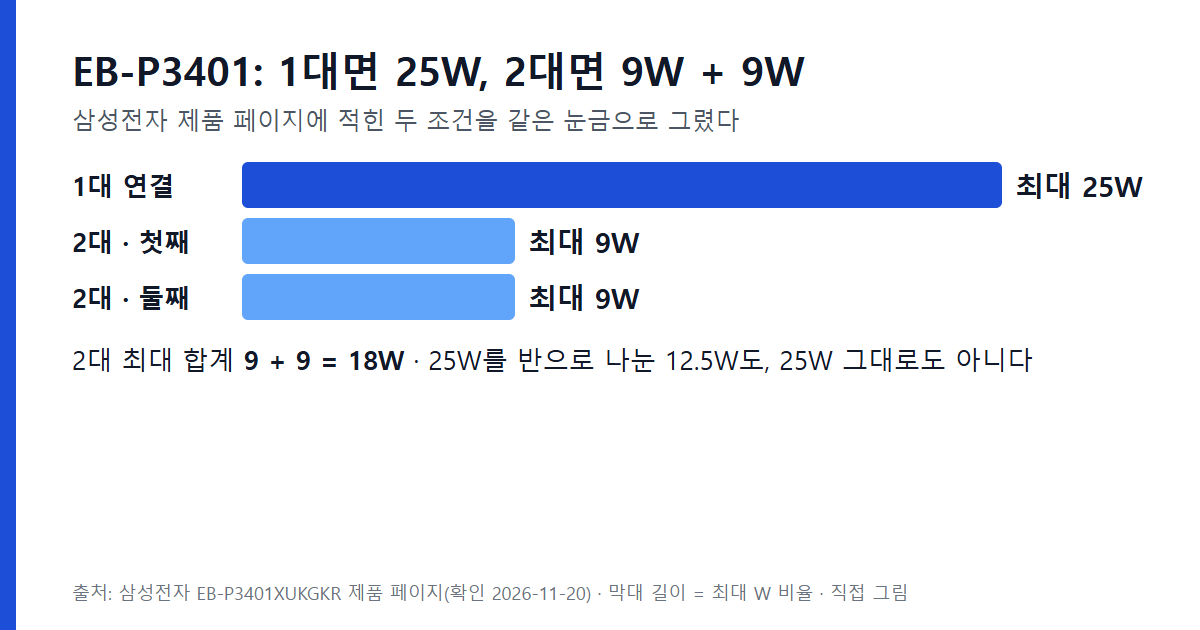 EB-P3401: 1대면 25W, 2대면 9W + 9W
삼성전자 제품 페이지에 적힌 두 조건을 같은 눈금으로 그렸다
1대 연결 최대 25W
2대 · 첫째 최대 9W
2대 · 둘째 최대 9W
2대 최대 합계 9 + 9 = 18W · 25W를 반으로 나눈 12.5W도, 25W 그대로도 아니다
출처: 삼성전자 EB-P3401XUKGKR 제품 페이지(확인 2026-11-20) · 막대 길이 = 최대 W 비율 · 직접 그림